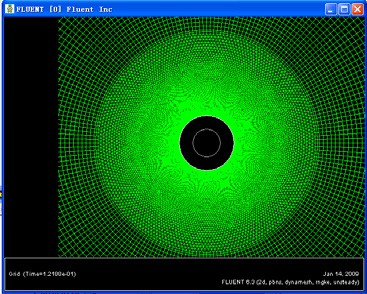 FLUENT [0] Fluent Inc
Grid (Time=1.2100e-01)
Jan 14, 2009
FLUENT 6.3 (2d, pbns, dynamesh, rngke, unsteady)